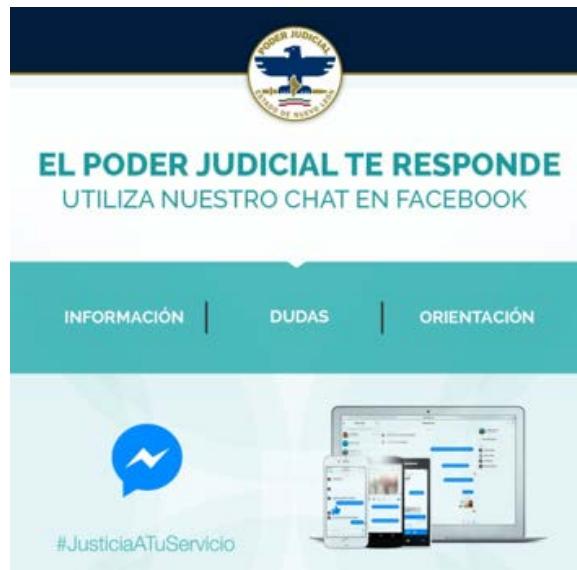 PODER JUDICIAL
ESTADO DE NUEVO LEÓN
EL PODER JUDICIAL TE RESPONDE
UTILIZA NUESTRO CHAT EN FACEBOOK
INFORMACIÓN DUDAS ORIENTACIÓN
#JusticiaATuServicio